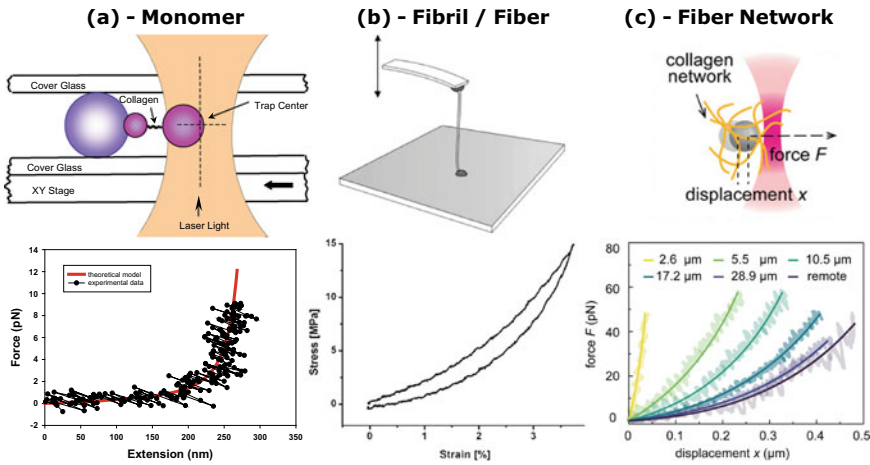 (a) - Monomer
Cover Glass
Collagen
Trap Center
Cover Glass
XY Stage
Laser Light
14
12
10
8
6
4
2
0
Force (pN)
theoretical model
experimental data
0 50 100 150 200 250 300 350
Extension (nm)
(b) - Fibril / Fiber
15
10
5
0
Stress [MPa]
0 1 2 3
Strain [%]
(c) - Fiber Network
collagen
network
force F
displacement x
80
60
40
20
0
force F (pN)
2.6 µm 5.5 µm 10.5 µm
17.2 µm 28.9 µm remote
0 0.1 0.2 0.3 0.4 0.5
displacement x (µm)